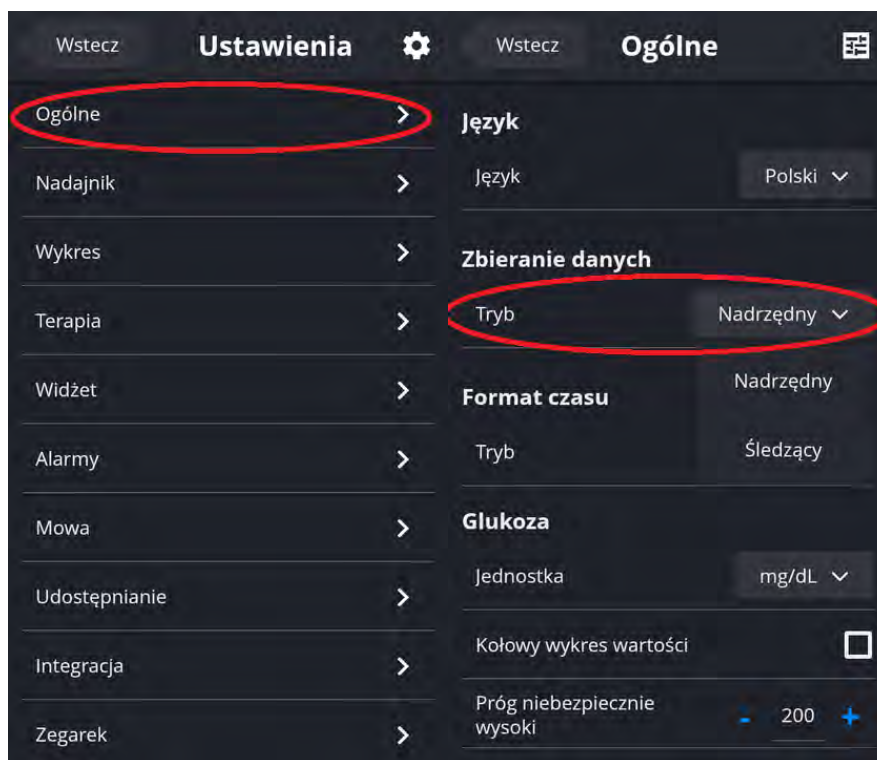 Wstecz
Ustawienia
Ogólne
Nadajnik
Wykres
Terapia
Widżet
Alarmy
Mowa
Udostępnianie
Integracja
Zegarek
Wstecz
Ogólne
Język
Język
Polski
Zbieranie danych
Tryb
Nadrzędny
Nadrzędny
Format czasu
Tryb
Śledzący
Glukoza
Jednostka
mg/dL
Kołowy wykres wartości
Próg niebezpiecznie
wysoki
- 200 +